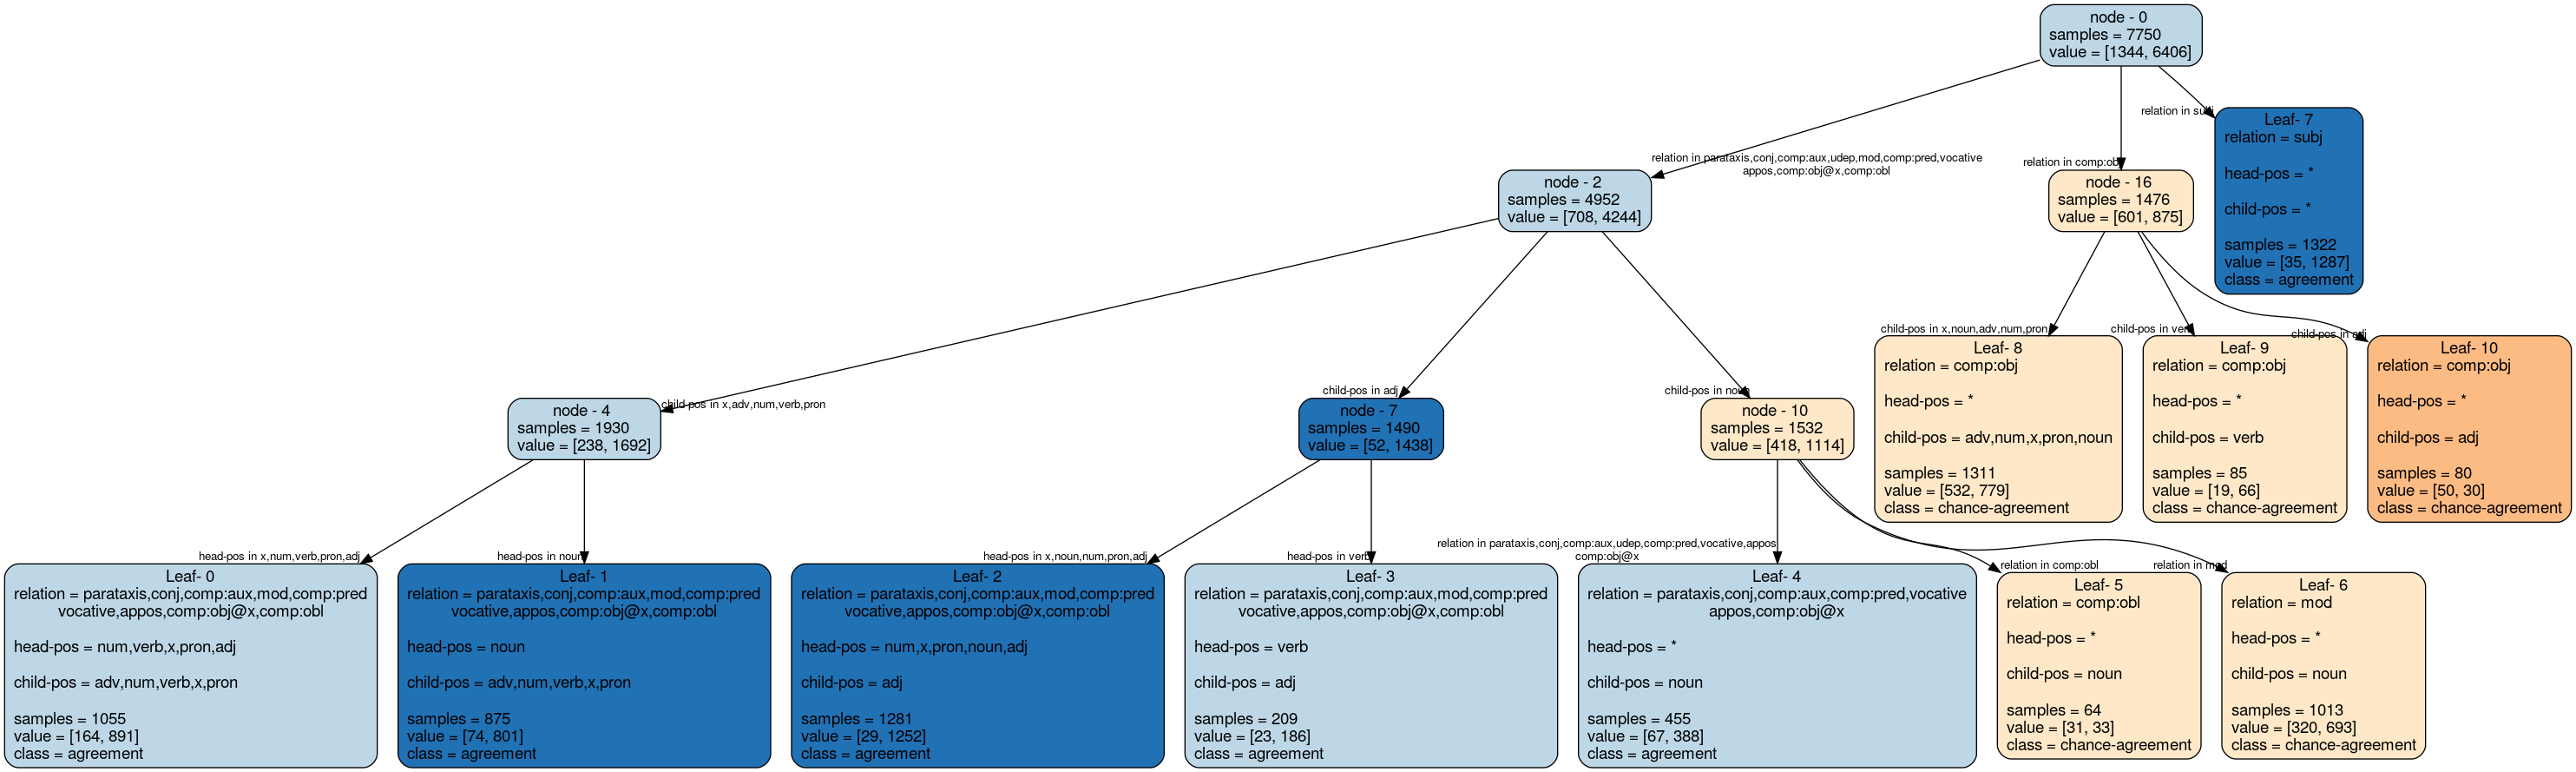 node - 0
samples = 7750
value = [1344, 6406]
relation in subj
Leaf- 7
relation = subj
head-pos = *
child-pos = *
samples = 1322
value = [35, 1287]
class = agreement
relation in parataxis,conj,comp:aux,udep,mod,comp:pred,vocative
appos,comp:obj@x,comp:obl
relation in comp:obj
node - 2
samples = 4952
value = [708, 4244]
node - 16
samples = 1476
value = [601, 875]
child-pos in x,noun,adv,num,pron
child-pos in verb
child-pos in adj
Leaf- 8
relation = comp:obj
head-pos = *
child-pos = adv,num,x,pron,noun
samples = 1311
value = [532, 779]
class = chance-agreement
Leaf- 9
relation = comp:obj
head-pos = *
child-pos = verb
samples = 85
value = [19, 66]
class = chance-agreement
Leaf- 10
relation = comp:obj
head-pos = *
child-pos = adj
samples = 80
value = [50, 30]
class = chance-agreement
child-pos in x,adv,num,verb,pron
child-pos in adj
child-pos in noun
node - 4
samples = 1930
value = [238, 1692]
node - 7
samples = 1490
value = [52, 1438]
node - 10
samples = 1532
value = [418, 1114]
head-pos in x,num,verb,pron,adj
head-pos in noun
head-pos in x,noun,num,pron,adj
head-pos in verb
relation in parataxis,conj,comp:aux,udep,comp:pred,vocative,appos
comp:obj@x
relation in comp:obl
relation in mod
Leaf- 0
relation = parataxis,conj,comp:aux,mod,comp:pred
vocative,appos,comp:obj@x,comp:obl
head-pos = num,verb,x,pron,adj
child-pos = adv,num,verb,x,pron
samples = 1055
value = [164, 891]
class = agreement
Leaf- 1
relation = parataxis,conj,comp:aux,mod,comp:pred
vocative,appos,comp:obj@x,comp:obl
head-pos = noun
child-pos = adv,num,verb,x,pron
samples = 875
value = [74, 801]
class = agreement
Leaf- 2
relation = parataxis,conj,comp:aux,mod,comp:pred
vocative,appos,comp:obj@x,comp:obl
head-pos = num,x,pron,noun,adj
child-pos = adj
samples = 1281
value = [29, 1252]
class = agreement
Leaf- 3
relation = parataxis,conj,comp:aux,mod,comp:pred
vocative,appos,comp:obj@x,comp:obl
head-pos = verb
child-pos = adj
samples = 209
value = [23, 186]
class = agreement
Leaf- 4
relation = parataxis,conj,comp:aux,comp:pred,vocative
appos,comp:obj@x
head-pos = *
child-pos = noun
samples = 455
value = [67, 388]
class = agreement
Leaf- 5
relation = comp:obl
head-pos = *
child-pos = noun
samples = 64
value = [31, 33]
class = chance-agreement
Leaf- 6
relation = mod
head-pos = *
child-pos = noun
samples = 1013
value = [320, 693]
class = chance-agreement